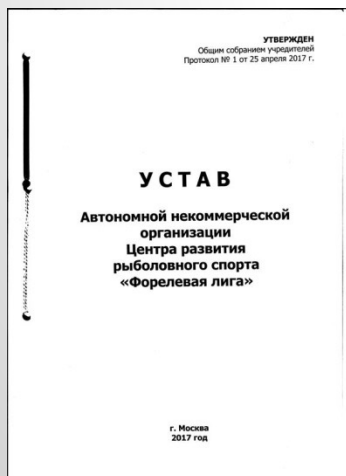 УТВЕРЖДЕН
Общим собранием учредителей
Протокол № 1 от 25 апреля 2017 г.
УСТАВ
Автономной некоммерческой
организации
Центра развития
рыболовного спорта
«Форелевая лига»
г. Москва
2017 год